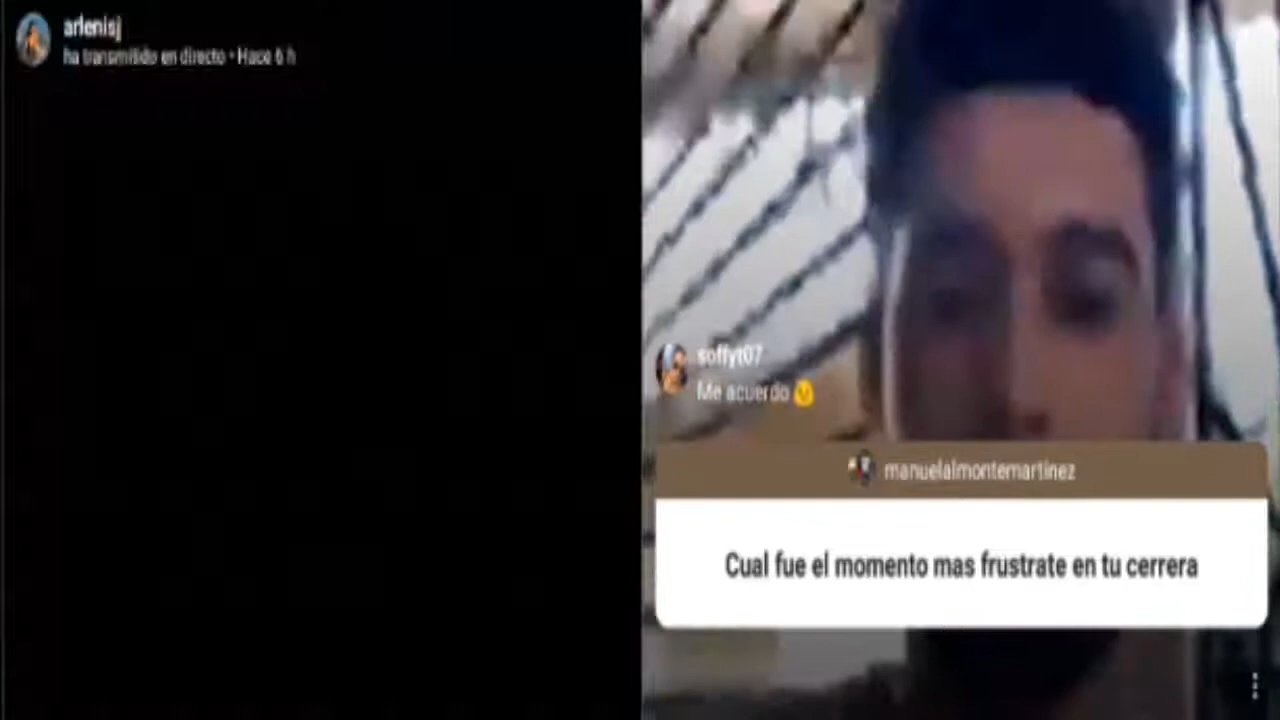 arlenisj
ha transmitido en directo • Hace 6 h
soffyt07
Me acuerdo
manuelalmontemartinez
Cual fue el momento mas frustrate en tu cerrera